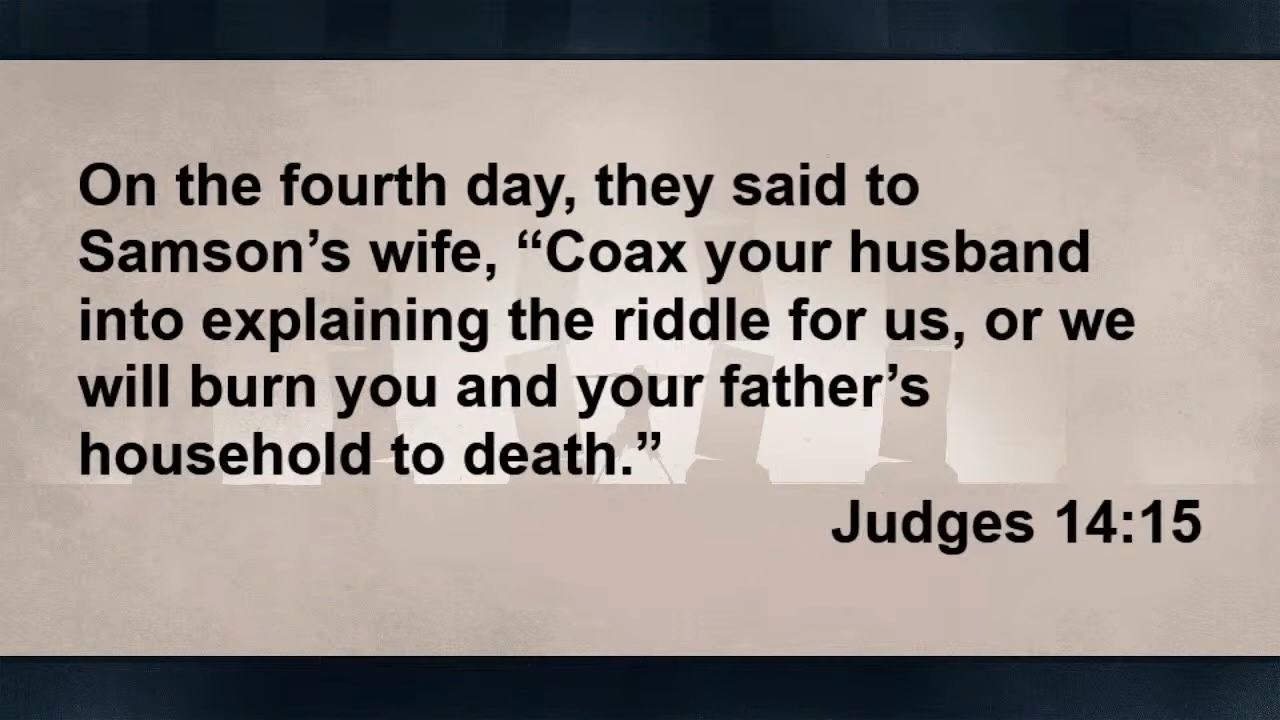 On the fourth day, they said to
Samson’s wife, “Coax your husband
into explaining the riddle for us, or we
will burn you and your father’s
household to death.”
Judges 14:15